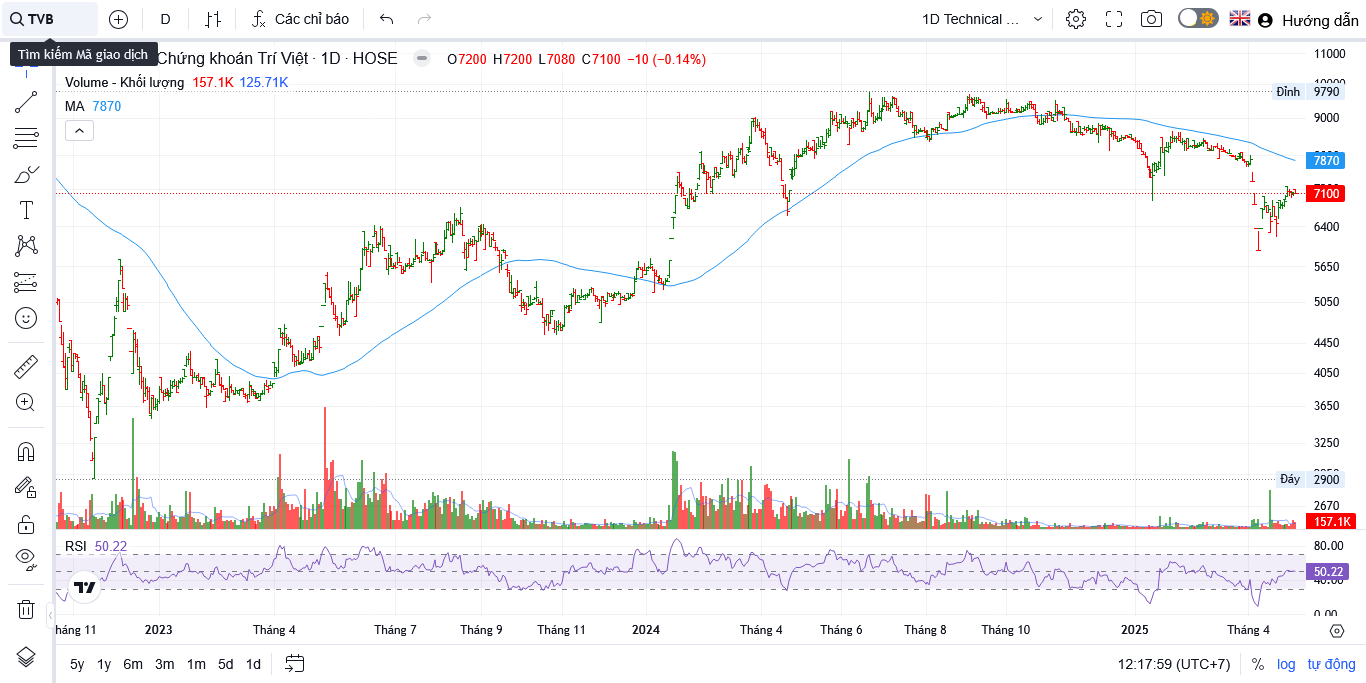 TVB
D
Các chỉ báo
1D Technical ...
Hướng dẫn
Tìm kiếm Mã giao dịch
Chứng khoán Trí Việt · 1D · HOSE
O7200 H7200 L7080 C7100 −10 (−0.14%)
Volume - Khối lượng 157.1K 125.71K
MA 7870
11000
10000
Đỉnh 9790
9000
7870
7100
6400
5650
5050
4450
4050
3650
3250
Đáy 2900
2670
157.1K
RSI 50.22
80.00
50.22
40.00
0.00
háng 11 2023 Tháng 4 Tháng 7 Tháng 9 Tháng 11 2024 Tháng 4 Tháng 6 Tháng 8 Tháng 10 2025 Tháng 4
5y 1y 6m 3m 1m 5d 1d
12:17:59 (UTC+7) % log tự động